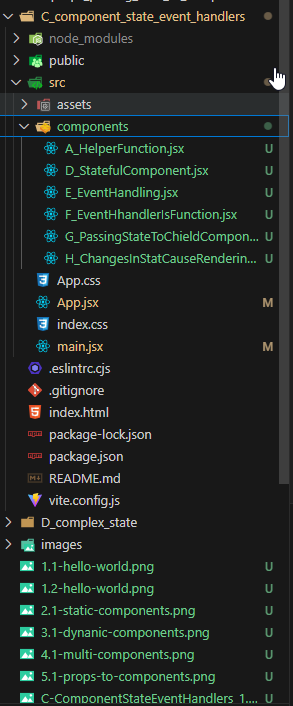 C_component_state_event_handlers
node_modules
public
src
assets
components
A_HelperFunction.jsx U
D_StatefulComponent.jsx U
E_EventHandling.jsx U
F_EventHhandlerIsFunction.jsx U
G_PassingStateToChieldCompon... U
H_ChangesInStatCauseRenderin... U
App.css
App.jsx M
index.css
main.jsx M
.eslintrc.cjs
.gitignore
index.html
package-lock.json
package.json
README.md
vite.config.js
D_complex_state
images
1.1-hello-world.png U
1.2-hello-world.png U
2.1-static-components.png U
3.1-dynanic-components.png U
4.1-multi-components.png U
5.1-props-to-components.png U
C-ComponentStateEventHandlers_1.... U